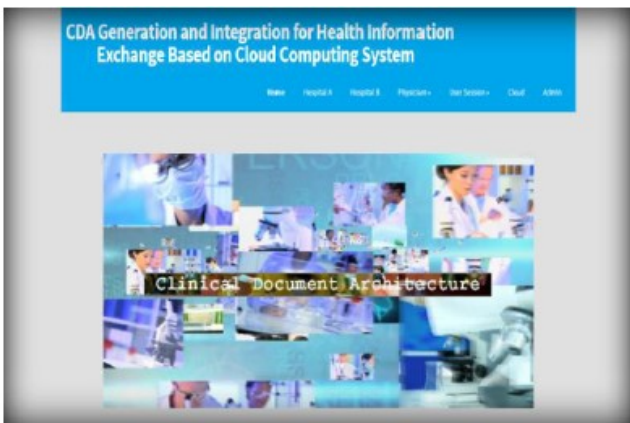 CDA Generation and Integration for Health Information
Exchange Based on Cloud Computing System
Home Hospital A Hospital B Physician User Session Cloud Admin
Clinical Document Architecture